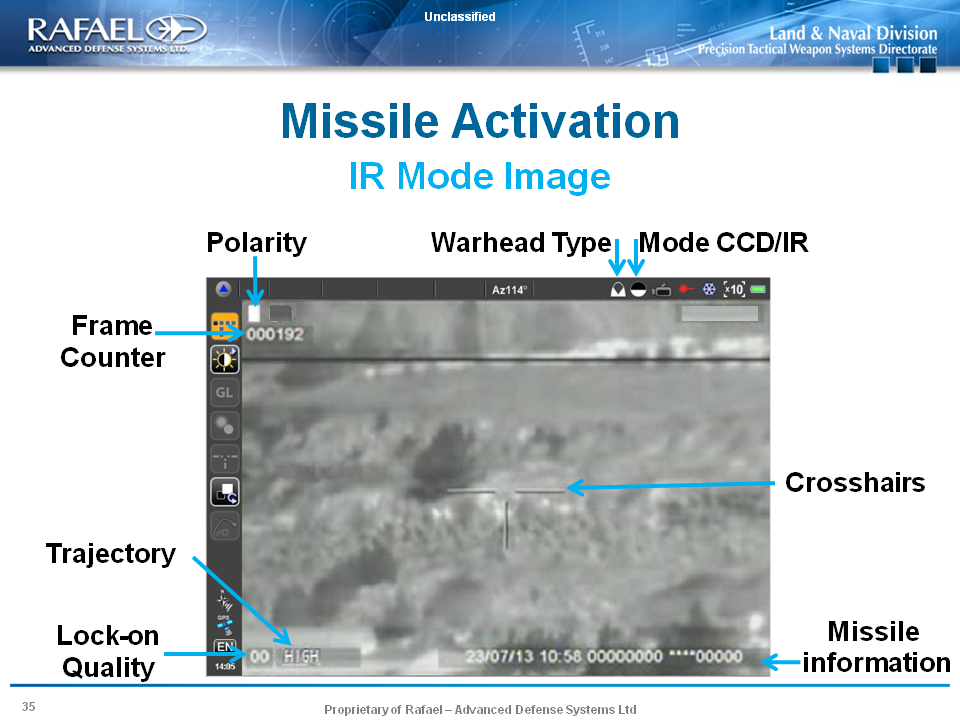 Unclassified
RAFAEL
ADVANCED DEFENSE SYSTEMS LTD.
Land & Naval Division
Precision Tactical Weapon Systems Directorate
Missile Activation
IR Mode Image
Polarity
Warhead Type
Mode CCD/IR
Az114°
x10
Frame
Counter
000192
GL
Crosshairs
Trajectory
GPS
Lock-on
Quality
EN
14:05
00 HIGH
23/07/13 10:58 00000000 ****00000
Missile
information
35
Proprietary of Rafael – Advanced Defense Systems Ltd